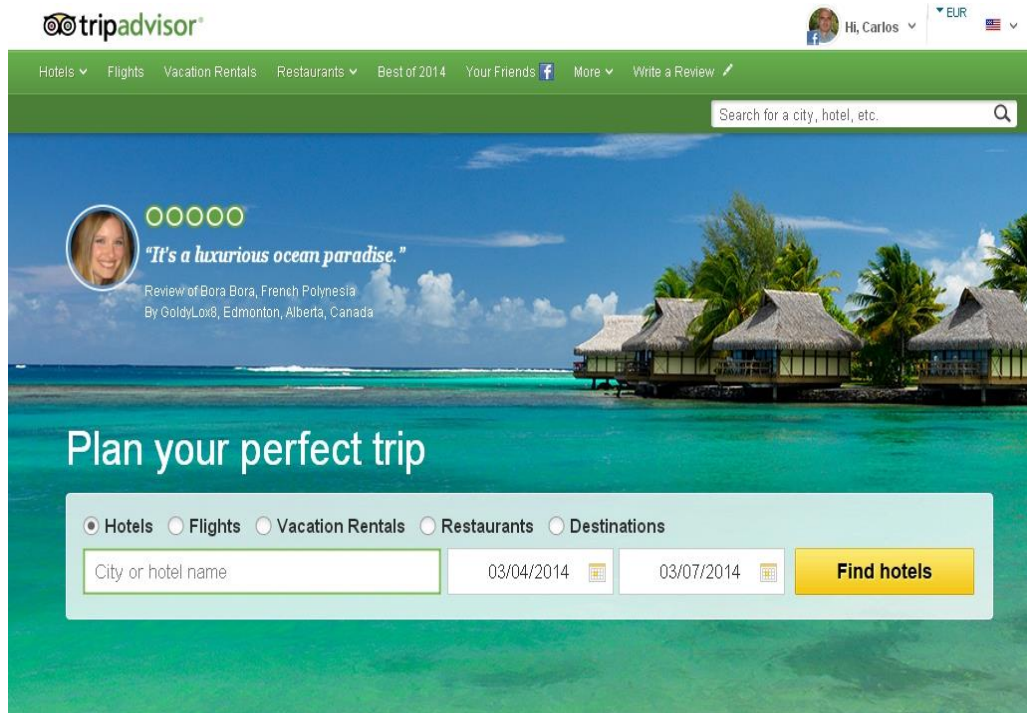 tripadvisor®
Hi, Carlos
EUR
Hotels Flights Vacation Rentals Restaurants Best of 2014 Your Friends f More Write a Review
Search for a city, hotel, etc.
"It's a luxurious ocean paradise."
Review of Bora Bora, French Polynesia
By GoldyLox8, Edmonton, Alberta, Canada
Plan your perfect trip
Hotels Flights Vacation Rentals Restaurants Destinations
City or hotel name 03/04/2014 03/07/2014 Find hotels